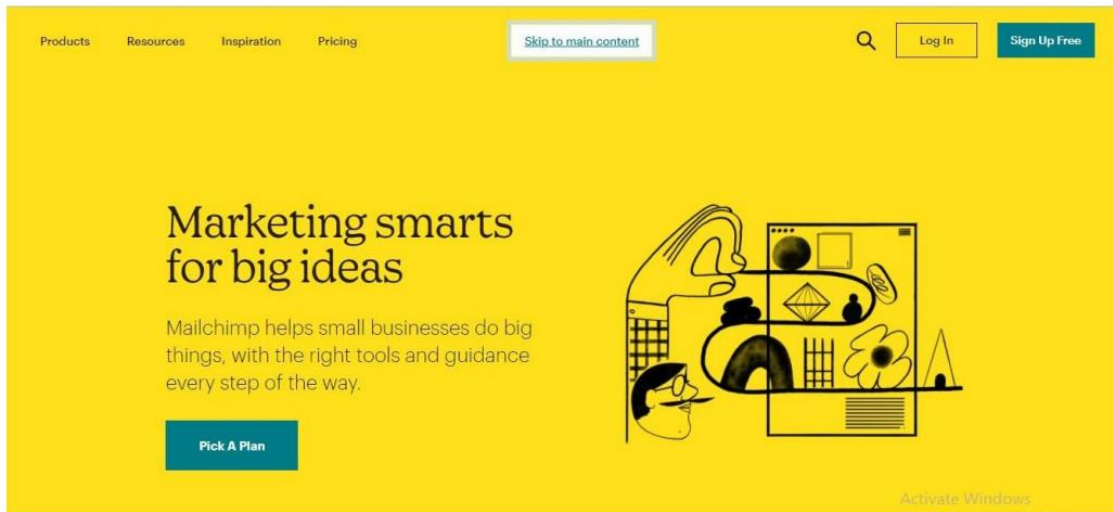 Products
Resources
Inspiration
Pricing
Skip to main content
Log In
Sign Up Free
Marketing smarts
for big ideas
Mailchimp helps small businesses do big
things, with the right tools and guidance
every step of the way.
Pick A Plan
Activate Windows